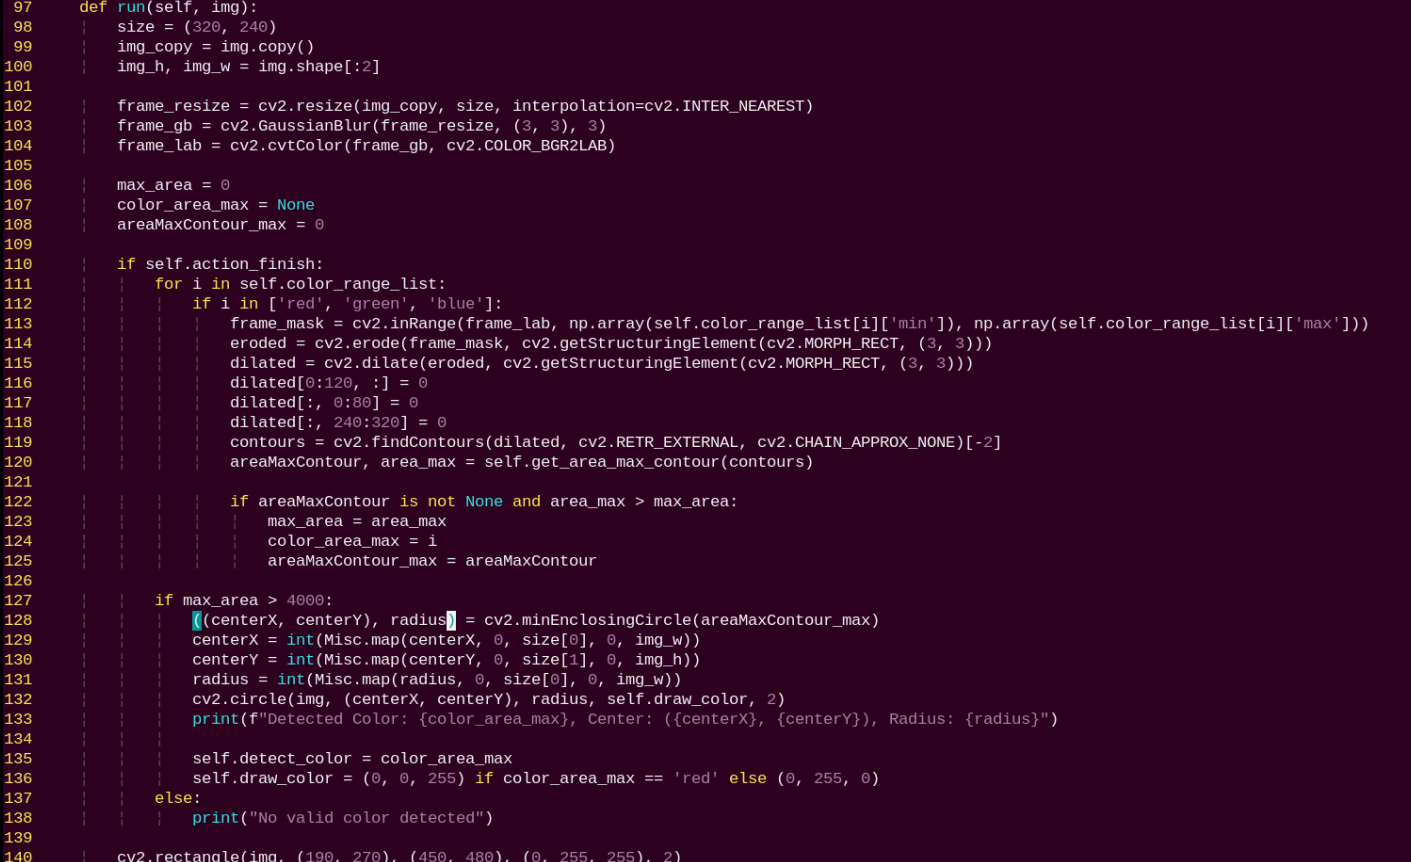 97     def run(self, img):
98         size = (320, 240)
99         img_copy = img.copy()
100         img_h, img_w = img.shape[:2]
101
102         frame_resize = cv2.resize(img_copy, size, interpolation=cv2.INTER_NEAREST)
103         frame_gb = cv2.GaussianBlur(frame_resize, (3, 3), 3)
104         frame_lab = cv2.cvtColor(frame_gb, cv2.COLOR_BGR2LAB)
105
106         max_area = 0
107         color_area_max = None
108         areaMaxContour_max = 0
109
110         if self.action_finish:
111             for i in self.color_range_list:
112                 if i in ['red', 'green', 'blue']:
113                     frame_mask = cv2.inRange(frame_lab, np.array(self.color_range_list[i]['min']), np.array(self.color_range_list[i]['max']))
114                     eroded = cv2.erode(frame_mask, cv2.getStructuringElement(cv2.MORPH_RECT, (3, 3)))
115                     dilated = cv2.dilate(eroded, cv2.getStructuringElement(cv2.MORPH_RECT, (3, 3)))
116                     dilated[0:120, :] = 0
117                     dilated[:, 0:80] = 0
118                     dilated[:, 240:320] = 0
119                     contours = cv2.findContours(dilated, cv2.RETR_EXTERNAL, cv2.CHAIN_APPROX_NONE)[-2]
120                     areaMaxContour, area_max = self.get_area_max_contour(contours)
121
122                     if areaMaxContour is not None and area_max > max_area:
123                         max_area = area_max
124                         color_area_max = i
125                         areaMaxContour_max = areaMaxContour
126
127             if max_area > 4000:
128                 ((centerX, centerY), radius) = cv2.minEnclosingCircle(areaMaxContour_max)
129                 centerX = int(Misc.map(centerX, 0, size[0], 0, img_w))
130                 centerY = int(Misc.map(centerY, 0, size[1], 0, img_h))
131                 radius = int(Misc.map(radius, 0, size[0], 0, img_w))
132                 cv2.circle(img, (centerX, centerY), radius, self.draw_color, 2)
133                 print(f"Detected Color: {color_area_max}, Center: ({centerX}, {centerY}), Radius: {radius}")
134
135                 self.detect_color = color_area_max
136                 self.draw_color = (0, 0, 255) if color_area_max == 'red' else (0, 255, 0)
137             else:
138                 print("No valid color detected")
139
140         cv2.rectangle(img, (190, 270), (450, 480), (0, 255, 255), 2)